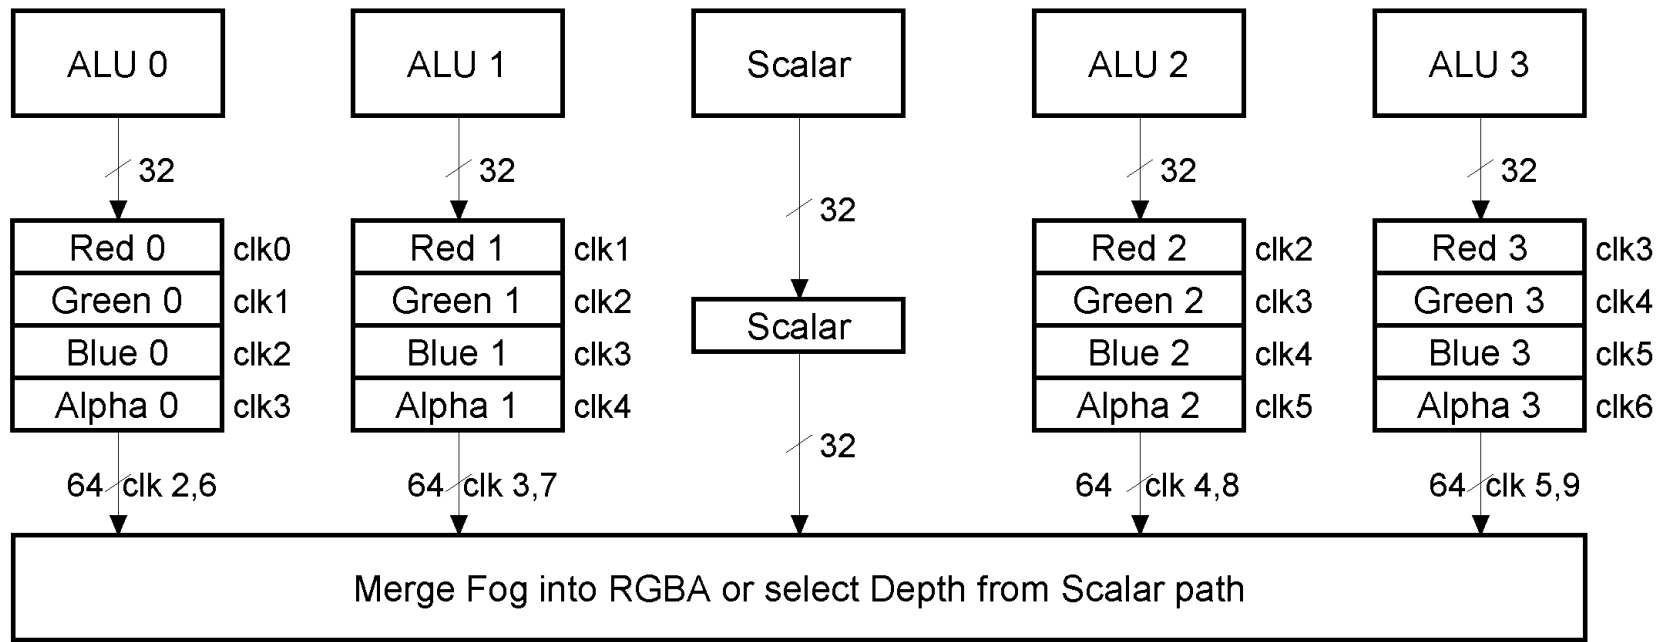 ALU 0
ALU 1
Scalar
ALU 2
ALU 3
32
32
32
32
32
Red 0 clk0
Green 0 clk1
Blue 0 clk2
Alpha 0 clk3
Red 1 clk1
Green 1 clk2
Blue 1 clk3
Alpha 1 clk4
Scalar
Red 2 clk2
Green 2 clk3
Blue 2 clk4
Alpha 2 clk5
Red 3 clk3
Green 3 clk4
Blue 3 clk5
Alpha 3 clk6
64 clk 2,6
64 clk 3,7
32
64 clk 4,8
64 clk 5,9
Merge Fog into RGBA or select Depth from Scalar path